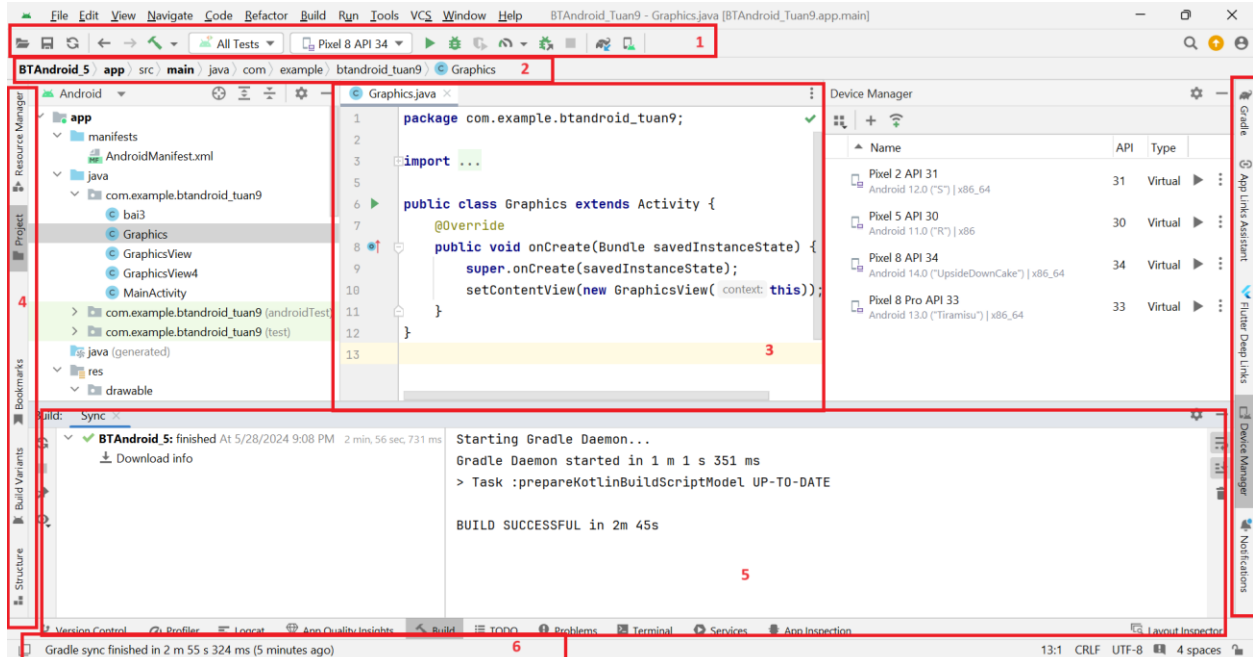 File Edit View Navigate Code Refactor Build Run Tools VCS Window Help BTAndroid_Tuan9 - Graphics.java [BTAndroid_Tuan9.app.main]
All Tests Pixel 8 API 34 1
BTAndroid_5 app src main java com example btandroid_tuan9 Graphics 2
Android
app
manifests
AndroidManifest.xml
java
com.example.btandroid_tuan9
bai3
Graphics
GraphicsView
GraphicsView4
MainActivity
com.example.btandroid_tuan9 (androidTest)
com.example.btandroid_tuan9 (test)
java (generated)
res
drawable
Resource Manager
Project
4
Bookmarks
Build Variants
Structure
Graphics.java
1 package com.example.btandroid_tuan9;
2
3 import ...
5
6 public class Graphics extends Activity {
7 @Override
8 public void onCreate(Bundle savedInstanceState) {
9 super.onCreate(savedInstanceState);
10 setContentView(new GraphicsView( context: this));
11 }
12 }
13
3
Device Manager
Name API Type
Pixel 2 API 31 31 Virtual
Android 12.0 ("S") | x86_64
Pixel 5 API 30 30 Virtual
Android 11.0 ("R") | x86
Pixel 8 API 34 34 Virtual
Android 14.0 ("UpsideDownCake") | x86_64
Pixel 8 Pro API 33 33 Virtual
Android 13.0 ("Tiramisu") | x86_64
Gradle
App Links Assistant
Flutter Deep Links
Device Manager
Notifications
Build: Sync
BTAndroid_5: finished At 5/28/2024 9:08 PM 2 min, 56 sec, 731 ms
Download info
Starting Gradle Daemon...
Gradle Daemon started in 1 m 1 s 351 ms
> Task :prepareKotlinBuildScriptModel UP-TO-DATE
BUILD SUCCESSFUL in 2m 45s
5
Version Control Profiler Logcat App Quality Insights Build TODO Problems Terminal Services App Inspection Layout Inspector
Gradle sync finished in 2 m 55 s 324 ms (5 minutes ago) 6 13:1 CRLF UTF-8 4 spaces